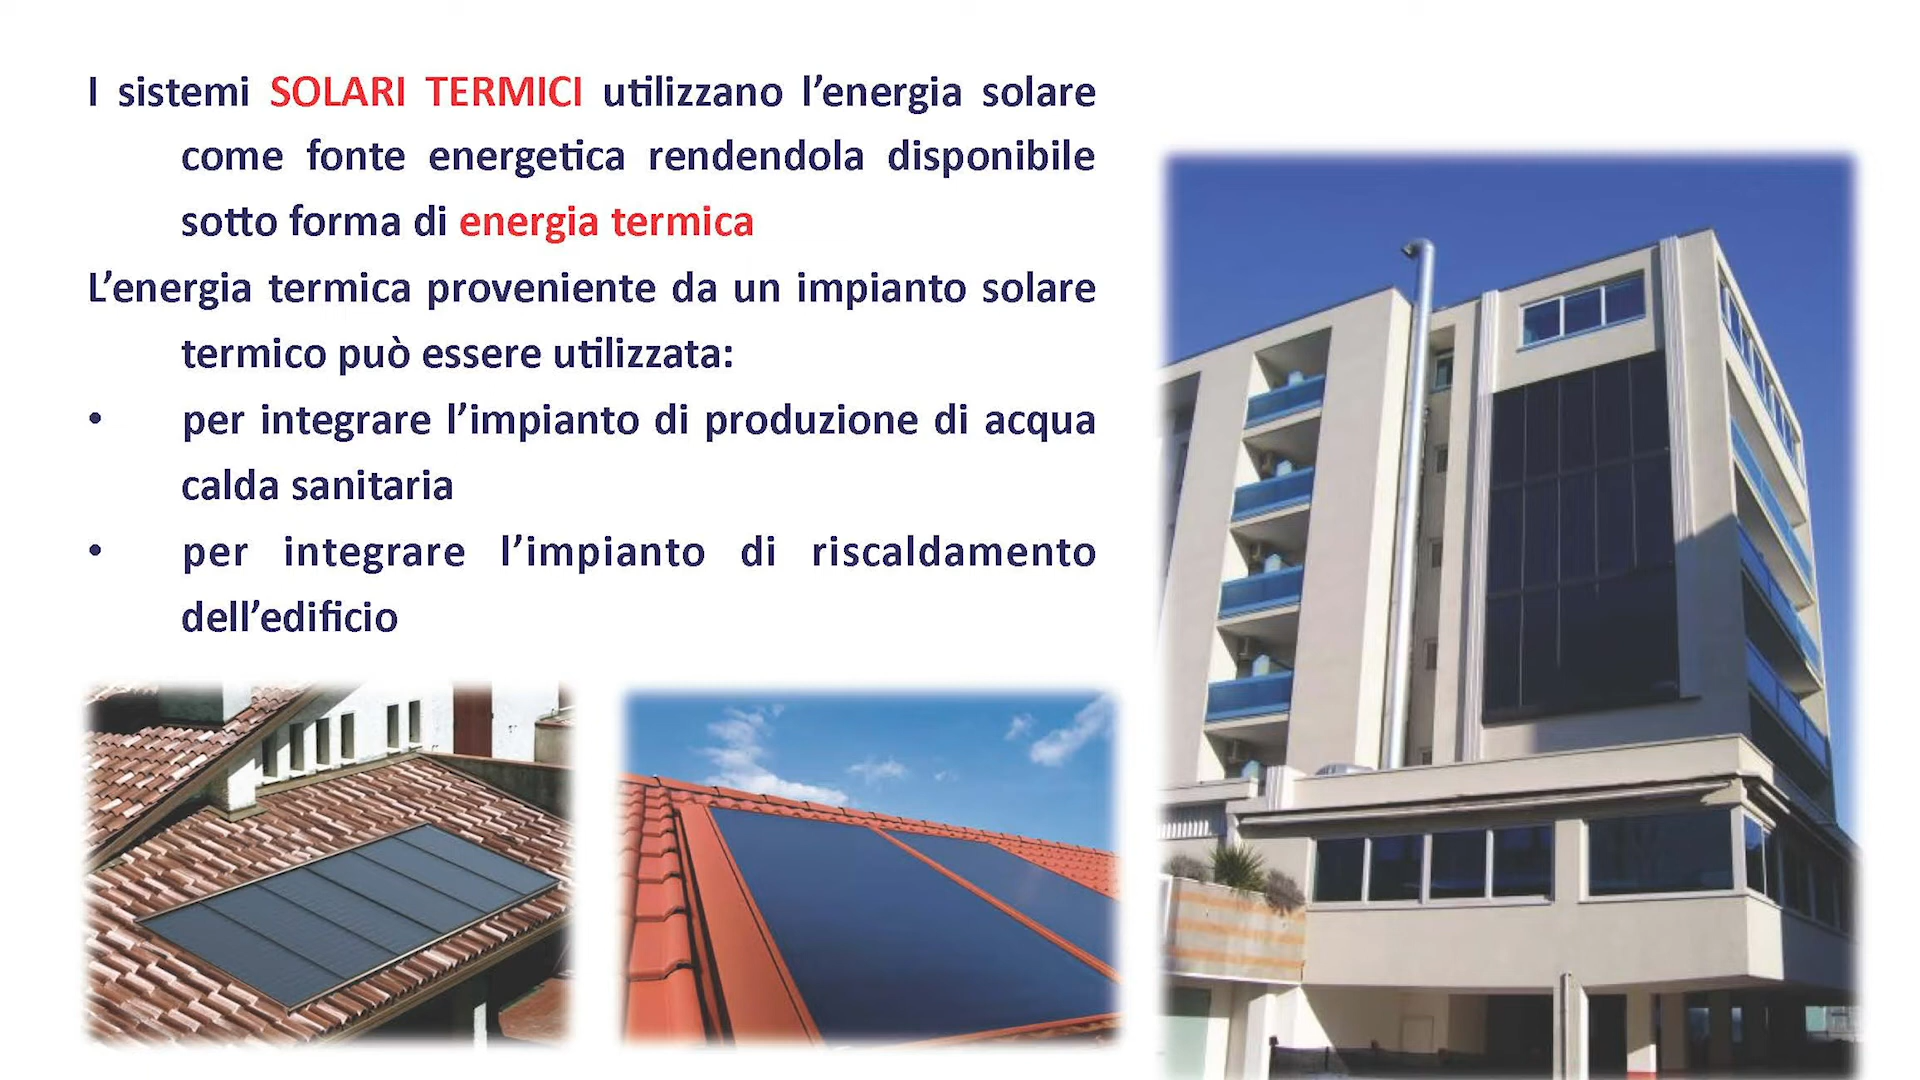 I sistemi SOLARI TERMICI utilizzano l’energia solare
come fonte energetica rendendola disponibile
sotto forma di energia termica
L’energia termica proveniente da un impianto solare
termico può essere utilizzata:
• per integrare l’impianto di produzione di acqua
calda sanitaria
• per integrare l’impianto di riscaldamento
dell’edificio